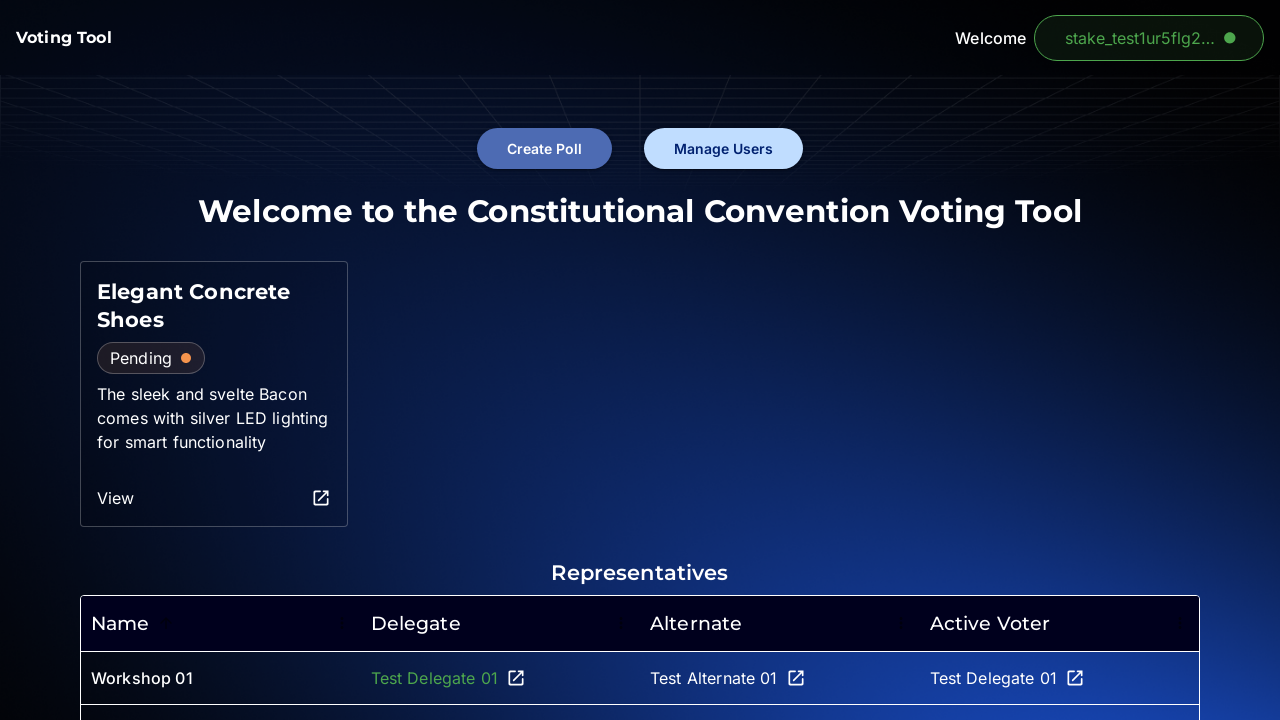 Voting Tool
Welcome
stake_test1ur5flg2...
Create Poll
Manage Users
Welcome to the Constitutional Convention Voting Tool
Elegant Concrete
Shoes
Pending
The sleek and svelte Bacon
comes with silver LED lighting
for smart functionality
View
Representatives
Name Delegate Alternate Active Voter
Workshop 01 Test Delegate 01 Test Alternate 01 Test Delegate 01